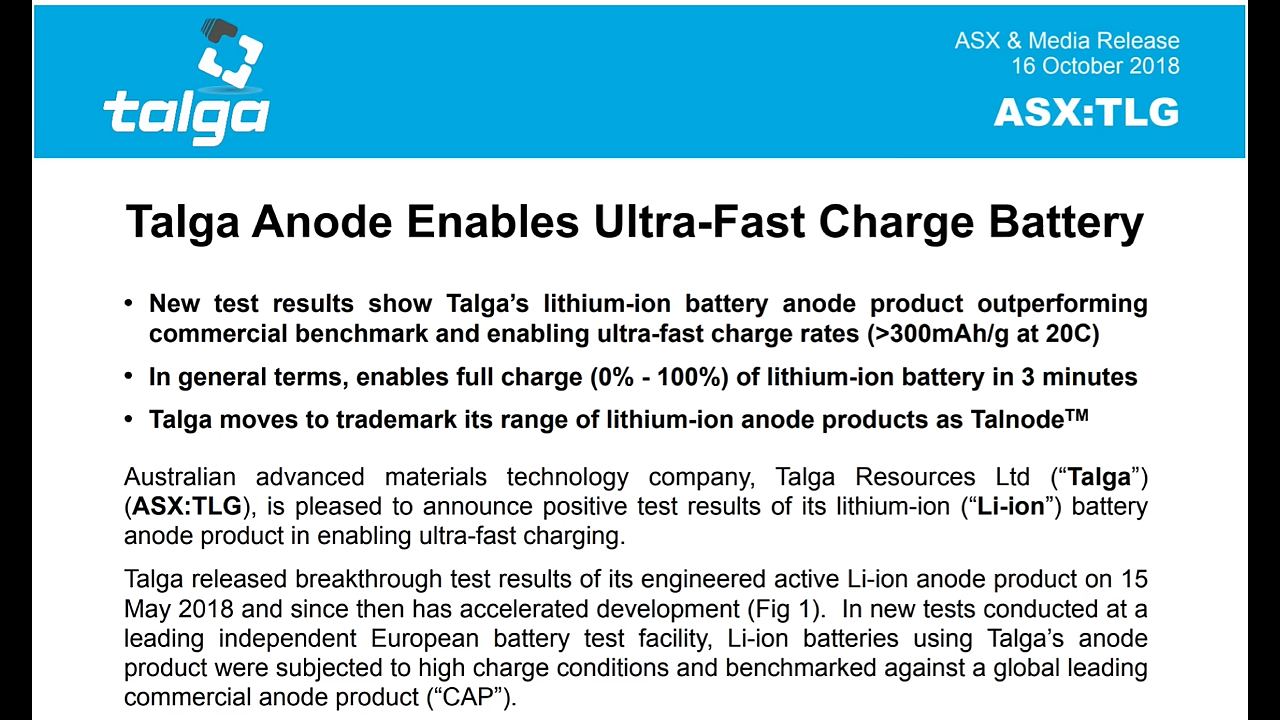 talga
ASX & Media Release
16 October 2018
ASX:TLG
Talga Anode Enables Ultra-Fast Charge Battery
• New test results show Talga’s lithium-ion battery anode product outperforming
commercial benchmark and enabling ultra-fast charge rates (>300mAh/g at 20C)
• In general terms, enables full charge (0% - 100%) of lithium-ion battery in 3 minutes
• Talga moves to trademark its range of lithium-ion anode products as Talnode™
Australian advanced materials technology company, Talga Resources Ltd (“Talga”)
(ASX:TLG), is pleased to announce positive test results of its lithium-ion (“Li-ion”) battery
anode product in enabling ultra-fast charging.
Talga released breakthrough test results of its engineered active Li-ion anode product on 15
May 2018 and since then has accelerated development (Fig 1). In new tests conducted at a
leading independent European battery test facility, Li-ion batteries using Talga’s anode
product were subjected to high charge conditions and benchmarked against a global leading
commercial anode product (“CAP”).